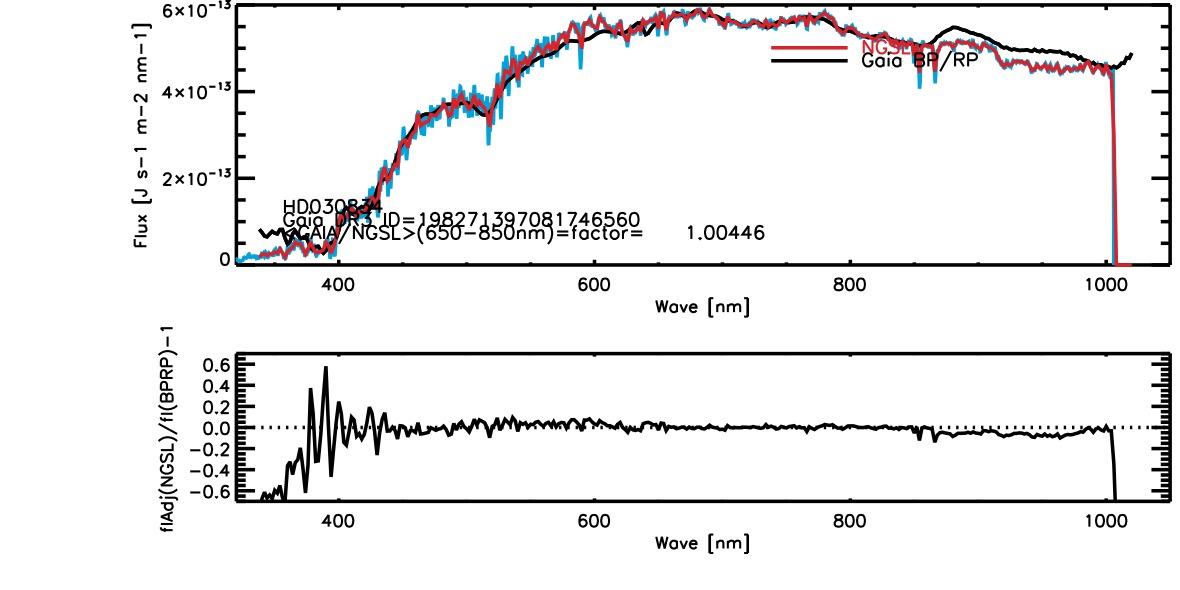 6×10−13
4×10−13
2×10−13
0
Flux [J s−1 m−2 nm−1]
NGSL
Gaia BP/RP
HD030834
Gaia DR3 ID=198271397081746560
<GAIA/NGSL>(650−850nm)=factor= 1.00446
400 600 800 1000
Wave [nm]
0.6
0.4
0.2
0.0
−0.2
−0.4
−0.6
flAdj(NGSL)/fl(BPRP)−1
400 600 800 1000
Wave [nm]